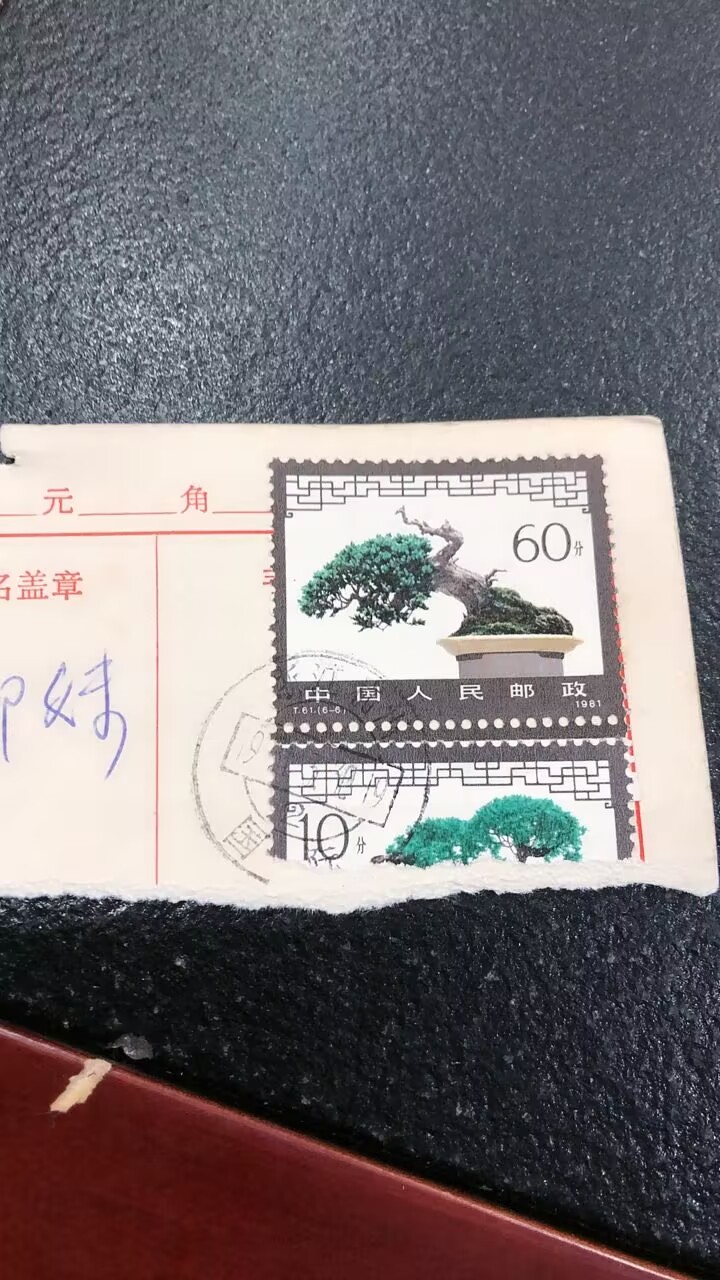 元 角
名盖章
妹
60分
中国人民邮政
T.61.(6-6) 1981
10分